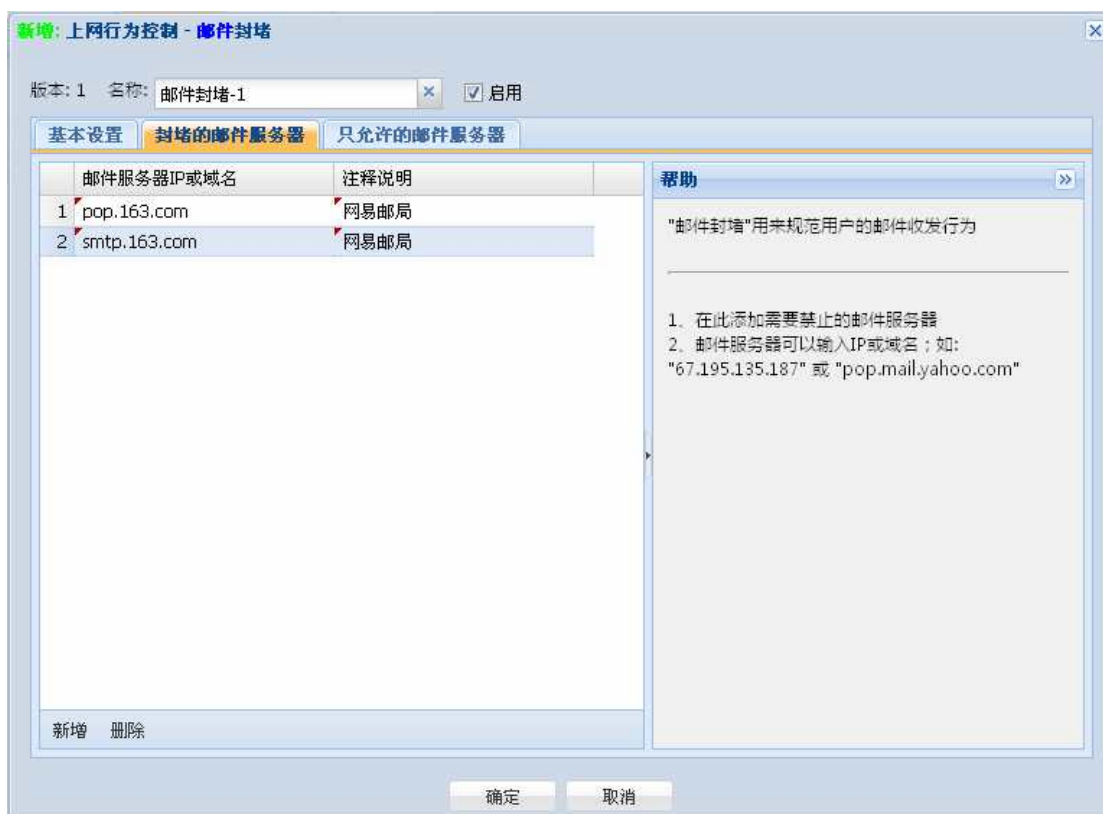 新增: 上网行为控制 - 邮件封堵
版本: 1 名称: 邮件封堵-1 启用
基本设置 封堵的邮件服务器 只允许的邮件服务器
邮件服务器IP或域名 注释说明
1 pop.163.com 网易邮局
2 smtp.163.com 网易邮局
新增 删除
帮助
"邮件封堵"用来规范用户的邮件收发行为
1、在此添加需要禁止的邮件服务器
2、邮件服务器可以输入IP或域名；如:
"67.195.135.187" 或 "pop.mail.yahoo.com"
确定 取消